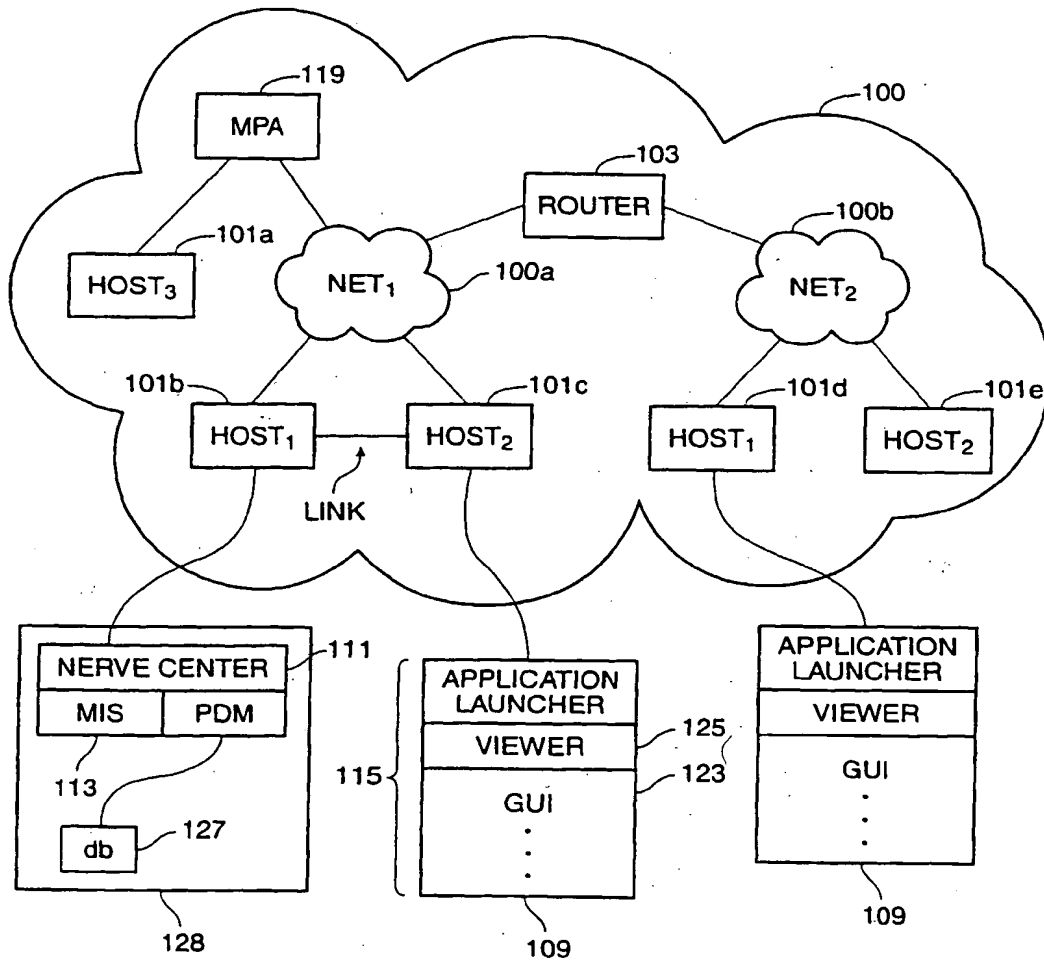 119
MPA
100
103
ROUTER
100b
101a
HOST₃
NET₁
100a
NET₂
101b
101c
101d
101e
HOST₁
HOST₂
HOST₁
HOST₂
LINK
NERVE CENTER
111
MIS
PDM
113
db
127
128
APPLICATION
LAUNCHER
VIEWER
125
115
123
GUI
109
APPLICATION
LAUNCHER
VIEWER
GUI
109